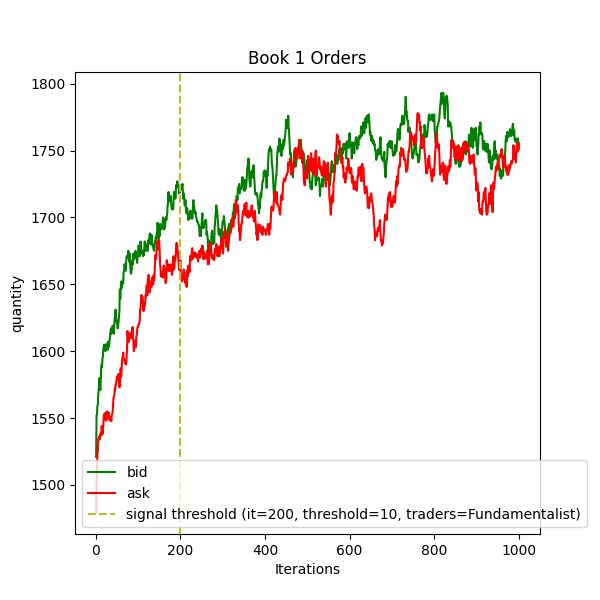 Book 1 Orders
1800
1750
1700
1650
1600
1550
1500
quantity
bid
ask
signal threshold (it=200, threshold=10, traders=Fundamentalist)
0 200 400 600 800 1000
Iterations